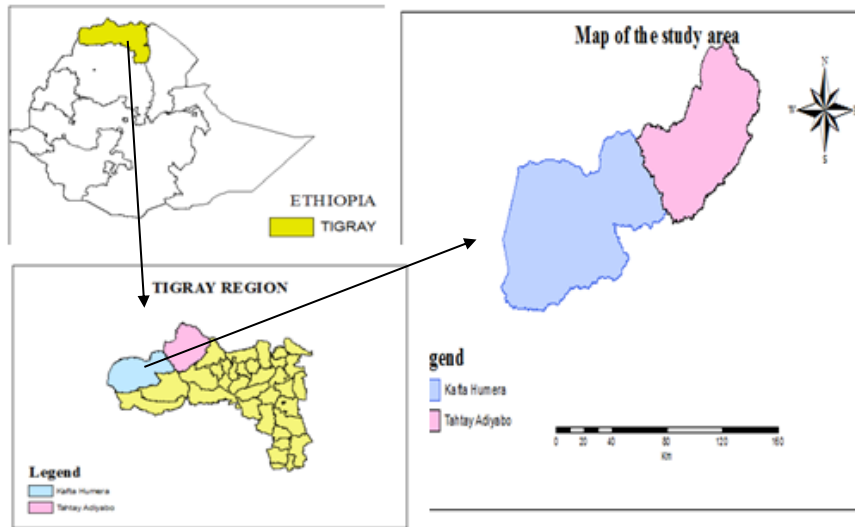 ETHIOPIA
TIGRAY
TIGRAY REGION
Legend
Kafta Humera
Tahtay Adiyabo
Map of the study area
N
W
S
gend
Kafta Humera
Tahtay Adiyabo
0 20 40 80 120 160
Km